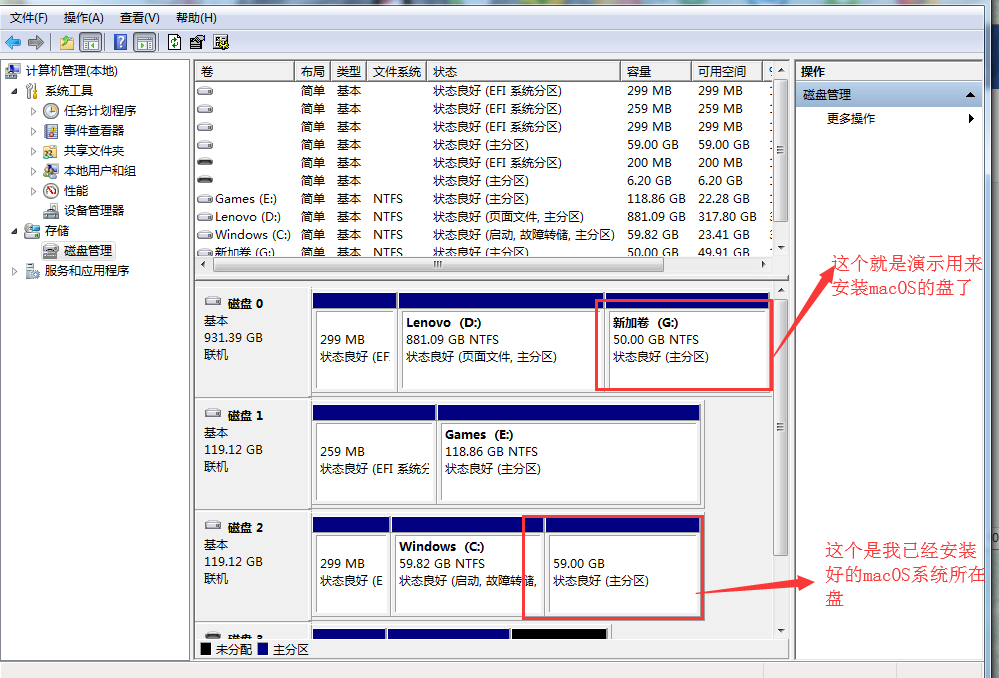 文件(F) 操作(A) 查看(V) 帮助(H)
计算机管理(本地)
系统工具
任务计划程序
事件查看器
共享文件夹
本地用户和组
性能
设备管理器
存储
磁盘管理
服务和应用程序
卷 布局 类型 文件系统 状态 容量 可用空间
简单 基本 状态良好 (EFI 系统分区) 299 MB 299 MB
简单 基本 状态良好 (EFI 系统分区) 259 MB 259 MB
简单 基本 状态良好 (EFI 系统分区) 299 MB 299 MB
简单 基本 状态良好 (主分区) 59.00 GB 59.00 GB
简单 基本 状态良好 (EFI 系统分区) 200 MB 200 MB
简单 基本 状态良好 (主分区) 6.20 GB 6.20 GB
Games (E:) 简单 基本 NTFS 状态良好 (主分区) 118.86 GB 22.28 GB
Lenovo (D:) 简单 基本 NTFS 状态良好 (页面文件, 主分区) 881.09 GB 317.80 GB
Windows (C:) 简单 基本 NTFS 状态良好 (启动, 故障转储, 主分区) 59.82 GB 23.41 GB
新加卷 (G:) 简单 基本 NTFS 状态良好 (主分区) 50.00 GB 49.91 GB
磁盘 0
基本
931.39 GB
联机
299 MB
状态良好 (EF
Lenovo (D:)
881.09 GB NTFS
状态良好 (页面文件, 主分区)
新加卷 (G:)
50.00 GB NTFS
状态良好 (主分区)
磁盘 1
基本
119.12 GB
联机
259 MB
状态良好 (EFI 系统分
Games (E:)
118.86 GB NTFS
状态良好 (主分区)
磁盘 2
基本
119.12 GB
联机
299 MB
状态良好 (E
Windows (C:)
59.82 GB NTFS
状态良好 (启动, 故障转储,
59.00 GB
状态良好 (主分区)
磁盘 3
未分配 主分区
操作
磁盘管理
更多操作
这个就是演示用来
安装macOS的盘了
这个是我已经安装
好的macOS系统所在
盘